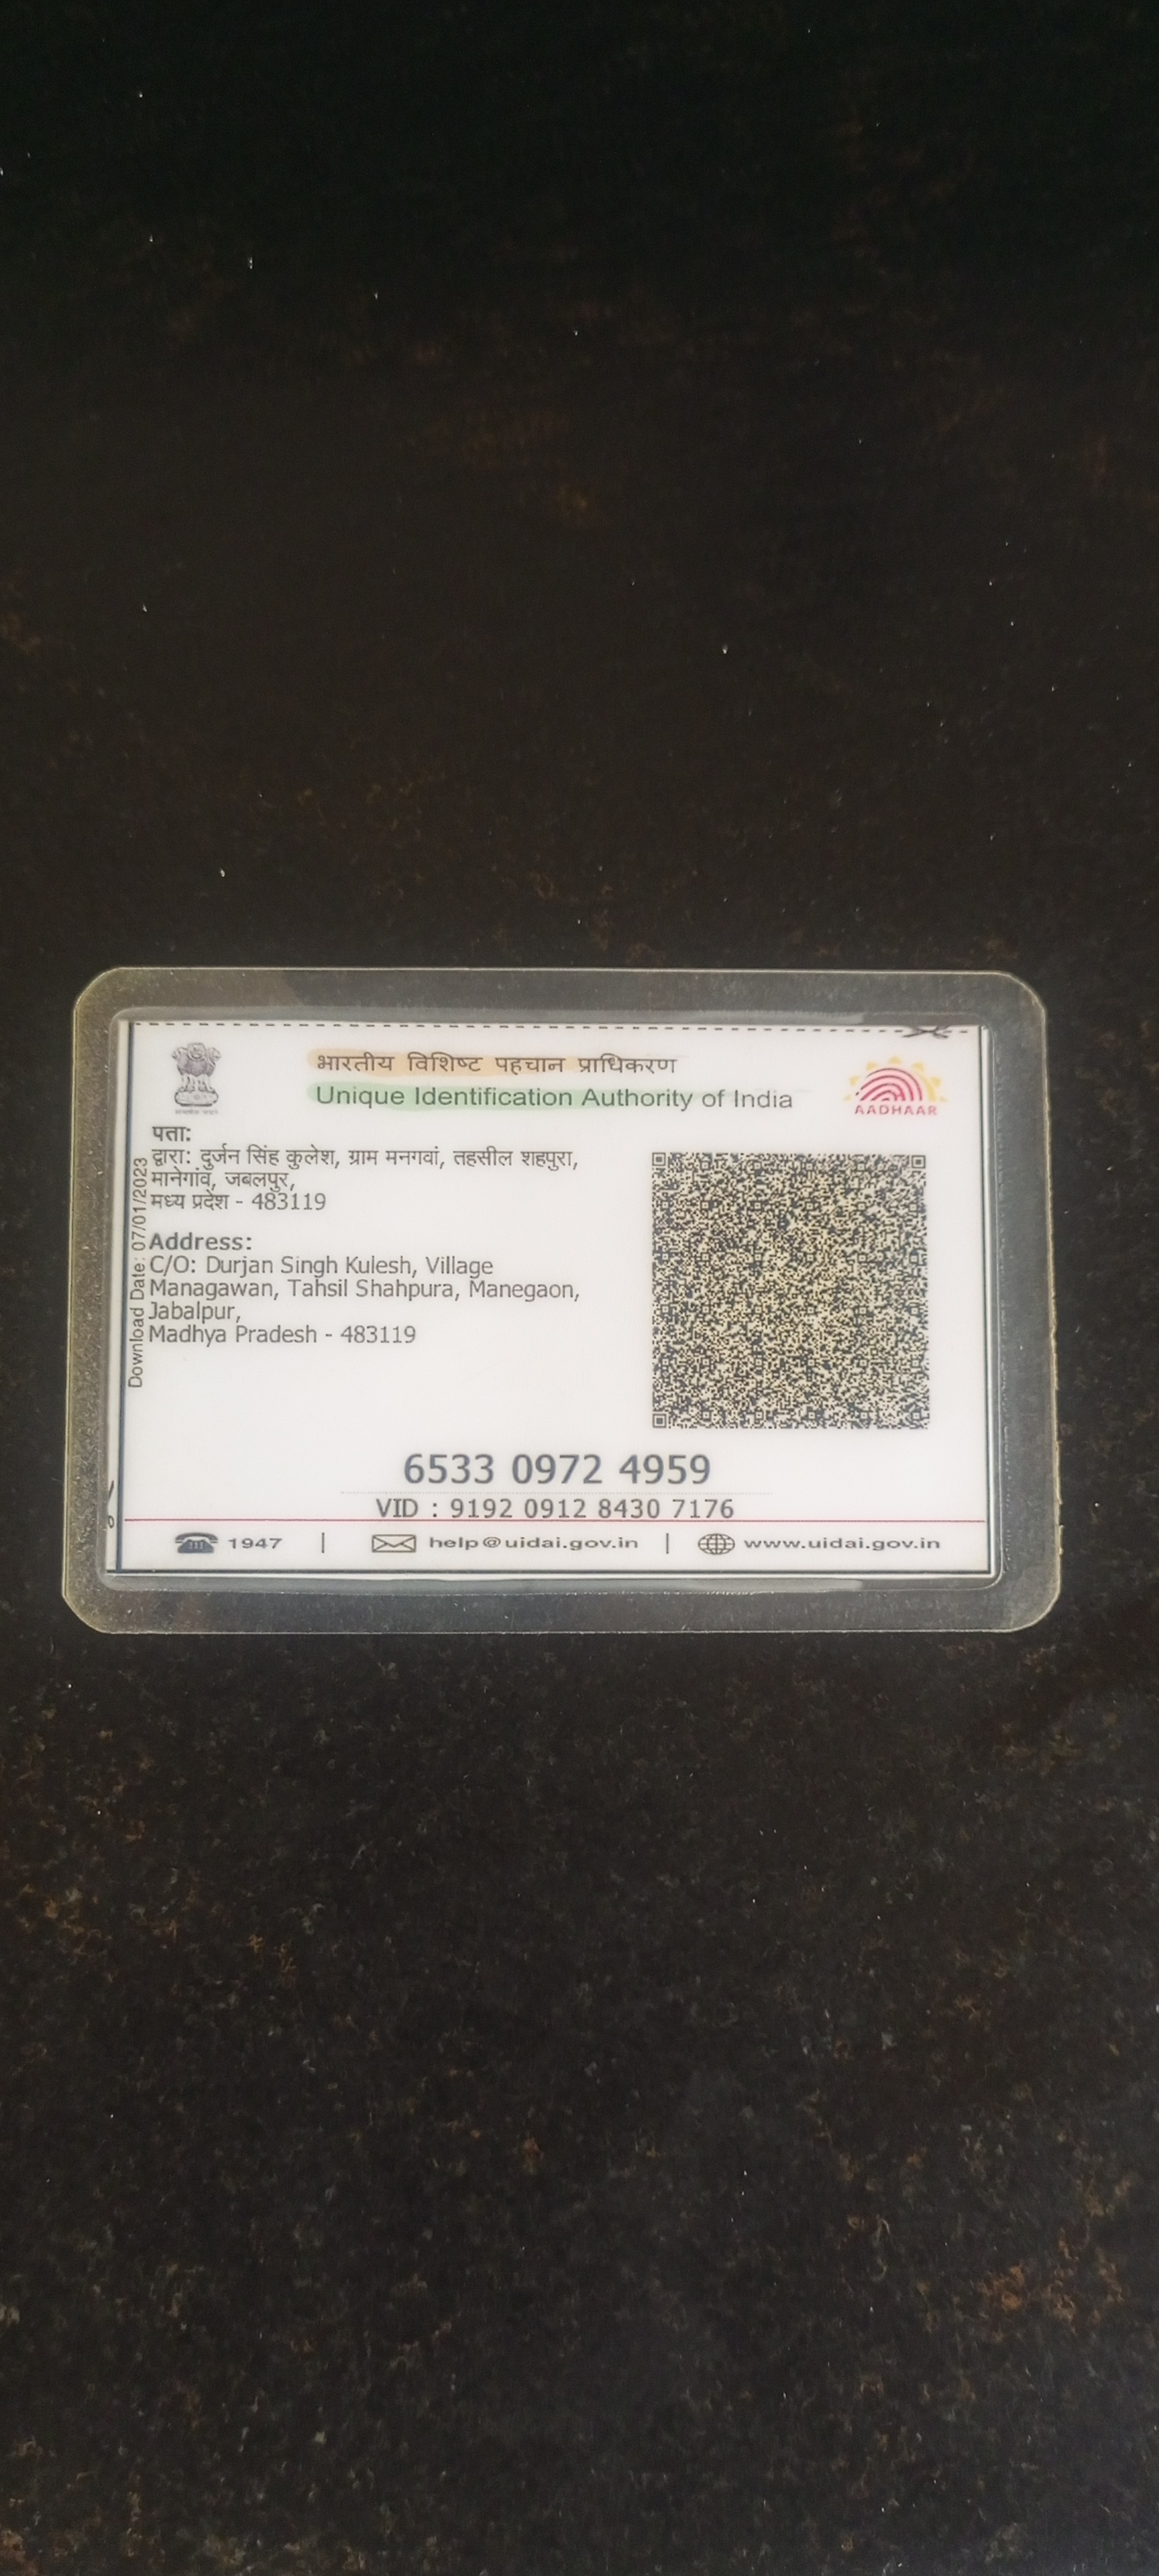 भारतीय विशिष्ट पहचान प्राधिकरण
Unique Identification Authority of India
AADHAAR
पता:
द्वारा: दुर्जन सिंह कुलेश, ग्राम मनगवां, तहसील शहपुरा,
मानेगांव, जबलपुर,
मध्य प्रदेश - 483119
Address:
C/O: Durjan Singh Kulesh, Village
Managawan, Tahsil Shahpura, Manegaon,
Jabalpur,
Madhya Pradesh - 483119
Download Date: 07/01/2023
6533 0972 4959
VID : 9192 0912 8430 7176
1947 | help@uidai.gov.in | www.uidai.gov.in